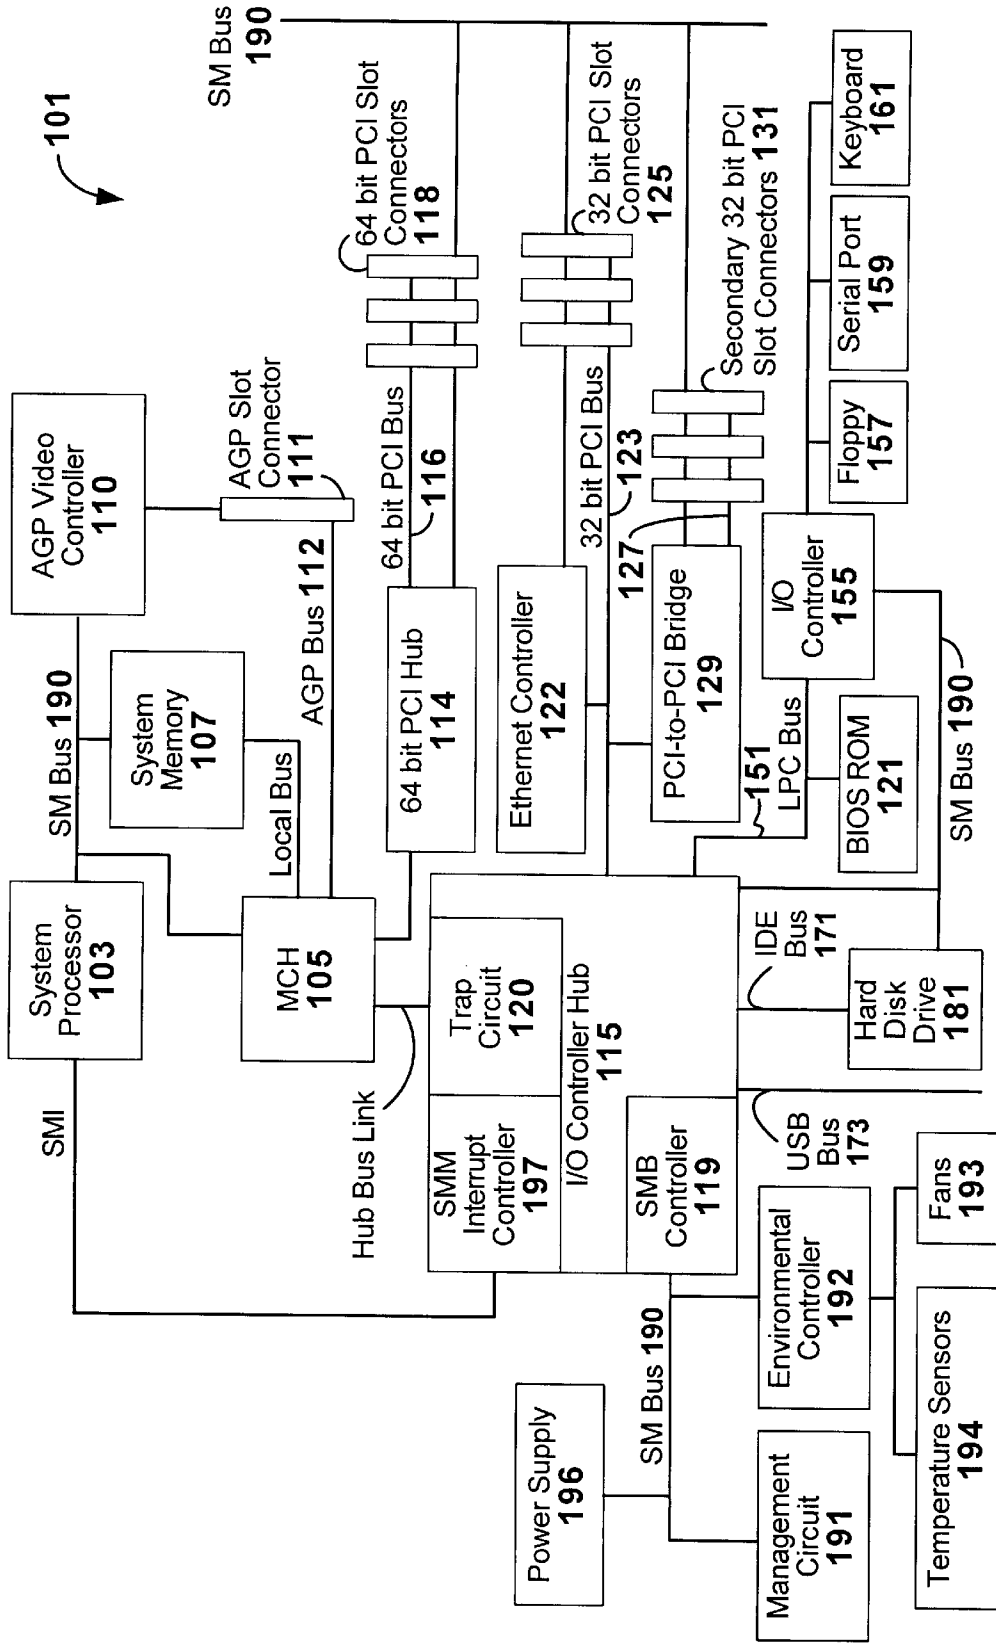 101
SM Bus
190
AGP Video
Controller
110
SM Bus 190
System
Processor
103
SMI
System
Memory
107
Local Bus
AGP Slot
Connector
111
AGP Bus 112
MCH
105
Hub Bus Link
64 bit PCI Slot
Connectors
118
64 bit PCI Bus
116
64 bit PCI Hub
114
SMM
Interrupt
Controller
197
Trap
Circuit
120
I/O Controller Hub
115
SMB
Controller
119
32 bit PCI Slot
Connectors
125
32 bit PCI Bus
123
Ethernet Controller
122
127
PCI-to-PCI Bridge
129
Secondary 32 bit PCI
Slot Connectors 131
151
LPC Bus
I/O
Controller
155
BIOS ROM
121
Floppy
157
Serial Port
159
Keyboard
161
SM Bus 190
IDE
Bus
171
Hard
Disk
Drive
181
USB
Bus
173
Power Supply
196
SM Bus 190
Management
Circuit
191
Environmental
Controller
192
Fans
193
Temperature Sensors
194